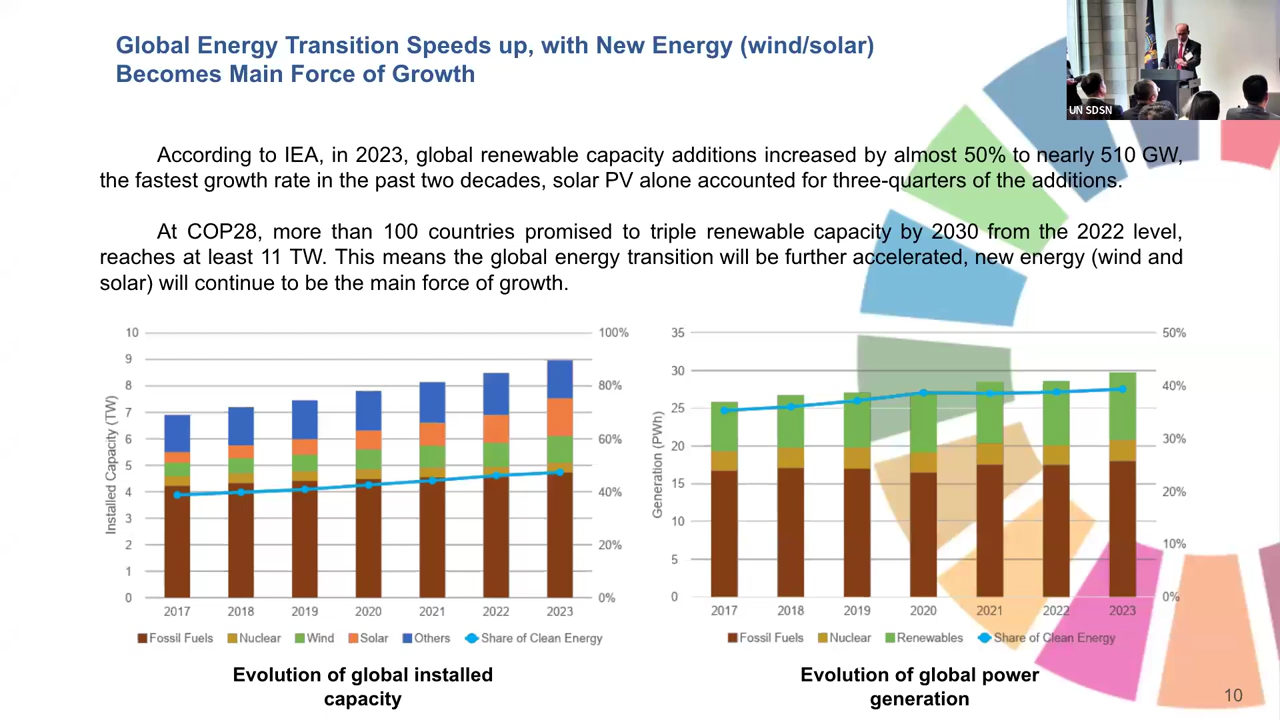 Global Energy Transition Speeds up, with New Energy (wind/solar)
Becomes Main Force of Growth
UN SDSN
According to IEA, in 2023, global renewable capacity additions increased by almost 50% to nearly 510 GW,
the fastest growth rate in the past two decades, solar PV alone accounted for three-quarters of the additions.
At COP28, more than 100 countries promised to triple renewable capacity by 2030 from the 2022 level,
reaches at least 11 TW. This means the global energy transition will be further accelerated, new energy (wind and
solar) will continue to be the main force of growth.
Installed Capacity (TW)
10
9
8
7
6
5
4
3
2
1
0
100%
80%
60%
40%
20%
0%
2017 2018 2019 2020 2021 2022 2023
Fossil Fuels Nuclear Wind Solar Others Share of Clean Energy
Evolution of global installed
capacity
Generation (PWh)
35
30
25
20
15
10
5
0
50%
40%
30%
20%
10%
0%
2017 2018 2019 2020 2021 2022 2023
Fossil Fuels Nuclear Renewables Share of Clean Energy
Evolution of global power
generation
10